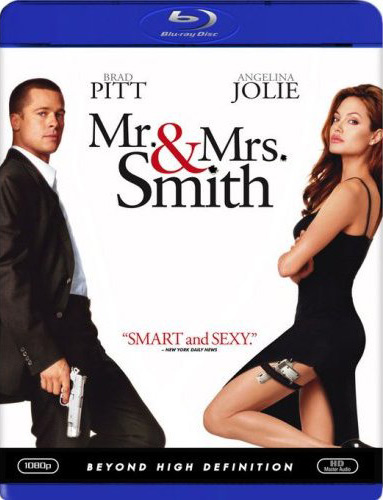 Blu-ray Disc
BRAD
PITT
ANGELINA
JOLIE
Mr. & Mrs.
Smith
"SMART and SEXY."
– NEW YORK DAILY NEWS
1080p
BEYOND HIGH DEFINITION
HD
Master Audio